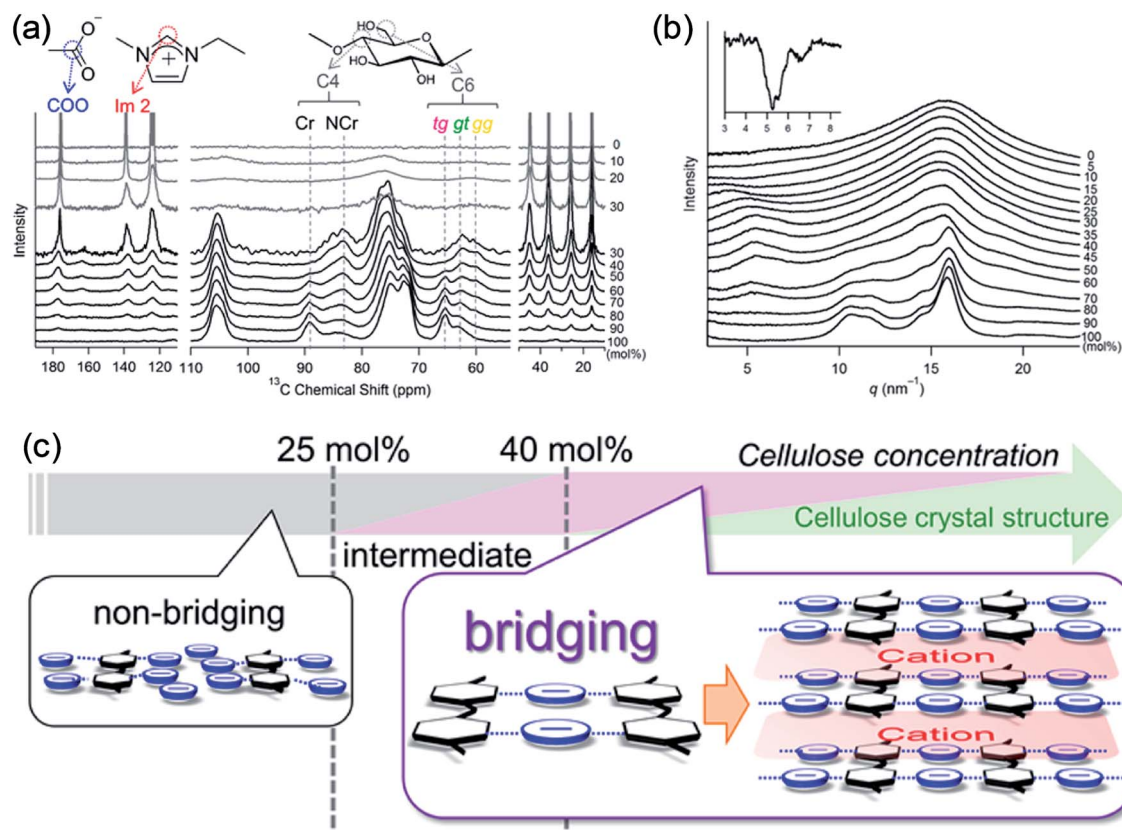 (a)
O−
O
N
N
+
HO
O
HO
OH
O
C4
C6
COO
Im 2
Cr
NCr
tg gt gg
0
10
20
30
30
40
50
60
70
80
90
100
(mol%)
Intensity
180 160 140 120
110 100 90 80 70 60
40 20
13C Chemical Shift (ppm)
(b)
3 4 5 6 7 8
0
5
10
15
20
25
30
35
40
45
50
60
70
80
90
100
(mol%)
Intensity
5 10 15 20
q (nm−1)
(c)
25 mol%
40 mol%
Cellulose concentration
Cellulose crystal structure
intermediate
non-bridging
bridging
Cation
Cation